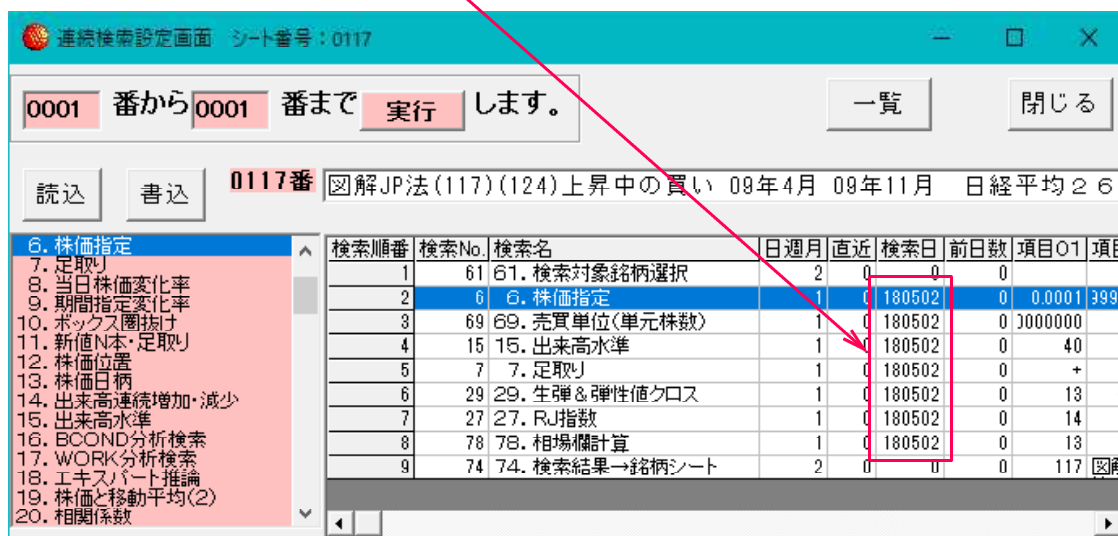 連続検索設定画面 シート番号:0117
0001 番から 0001 番まで 実行 します。 一覧 閉じる
読込 書込 0117番 図解JP法(117)(124)上昇中の買い 09年4月 09年11月 日経平均26
6. 株価指定
7. 足取り
8. 当日株価変化率
9. 期間指定変化率
10. ボックス圏抜け
11. 新値N本・足取り
12. 株価位置
13. 株価日柄
14. 出来高連続増加・減少
15. 出来高水準
16. BCOND分析検索
17. WORK分析検索
18. エキスパート推論
19. 株価と移動平均(2)
20. 相関係数
検索順番 検索No. 検索名 日週月 直近 検索日 前日数 項目01
1 61 61. 検索対象銘柄選択 2 0 0 0
2 6 6. 株価指定 1 0 180502 0 0.0001 999
3 69 69. 売買単位(単元株数) 1 0 180502 0 0000000
4 15 15. 出来高水準 1 0 180502 0 40
5 7 7. 足取り 1 0 180502 0 +
6 29 29. 生弾&弾性値クロス 1 0 180502 0 13
7 27 27. RJ指数 1 0 180502 0 14
8 78 78. 相場欄計算 1 0 180502 0 13
9 74 74. 検索結果→銘柄シート 2 0 0 0 117 図